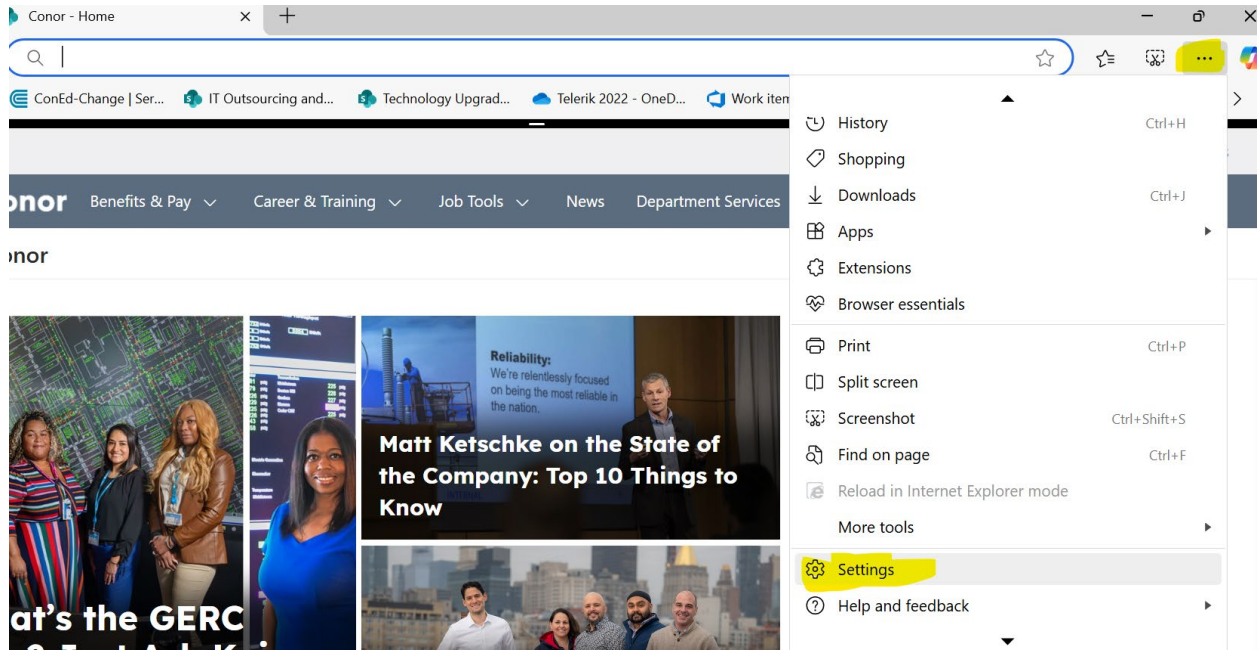 Conor - Home
ConEd-Change | Ser...
IT Outsourcing and...
Technology Upgrad...
Telerik 2022 - OneD...
Work item
onor
Benefits & Pay
Career & Training
Job Tools
News
Department Services
onor
Reliability:
We're relentlessly focused
on being the most reliable in
the nation.
Matt Ketschke on the State of
the Company: Top 10 Things to
Know
at's the GERC
History Ctrl+H
Shopping
Downloads Ctrl+J
Apps
Extensions
Browser essentials
Print Ctrl+P
Split screen
Screenshot Ctrl+Shift+S
Find on page Ctrl+F
Reload in Internet Explorer mode
More tools
Settings
Help and feedback